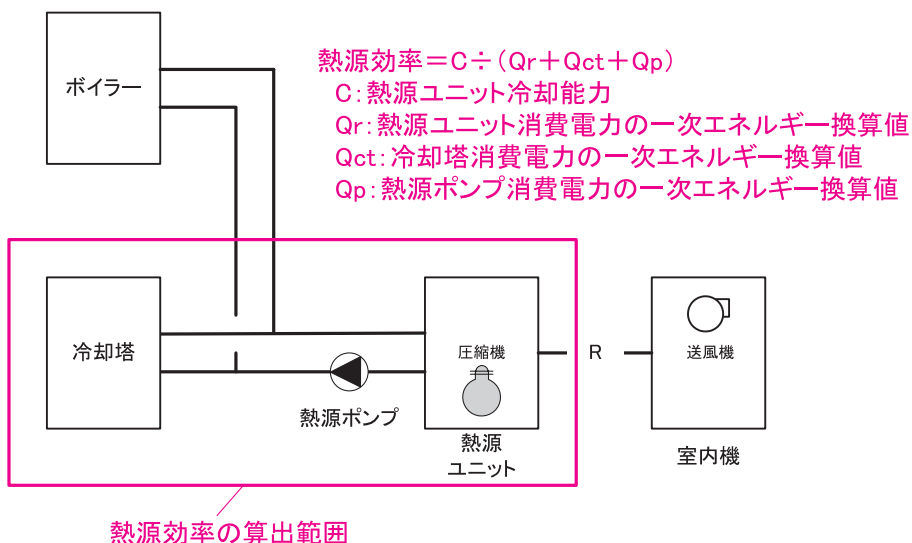 ボイラー
熱源効率＝C÷（Qr＋Qct＋Qp）
C：熱源ユニット冷却能力
Qr：熱源ユニット消費電力の一次エネルギー換算値
Qct：冷却塔消費電力の一次エネルギー換算値
Qp：熱源ポンプ消費電力の一次エネルギー換算値
冷却塔
熱源ポンプ
圧縮機
熱源
ユニット
R
送風機
室内機
熱源効率の算出範囲